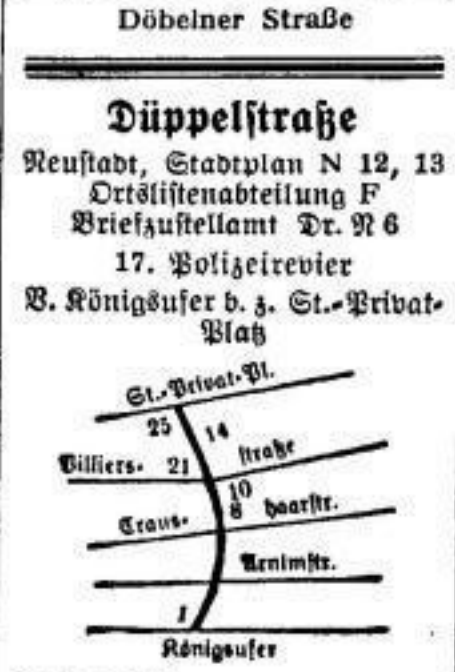 Döbelner Straße
Düppelstraße
Neustadt, Stadtplan N 12, 13
Ortslistenabteilung F
Briefzustellamt Dr. N 6
17. Polizeirevier
V. Königsufer b. z. St.-Privat-
Platz
St.-Privat-Pl.
25 14
Villiers- 21 straße
10
Traus- 8 haarstr.
Arnimstr.
1
Königsufer